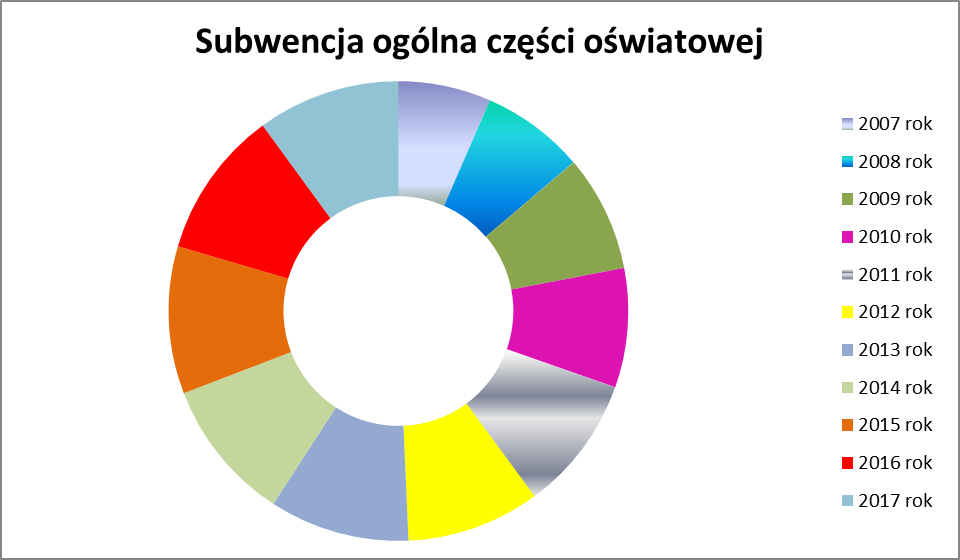 Subwencja ogólna części oświatowej
2007 rok
2008 rok
2009 rok
2010 rok
2011 rok
2012 rok
2013 rok
2014 rok
2015 rok
2016 rok
2017 rok